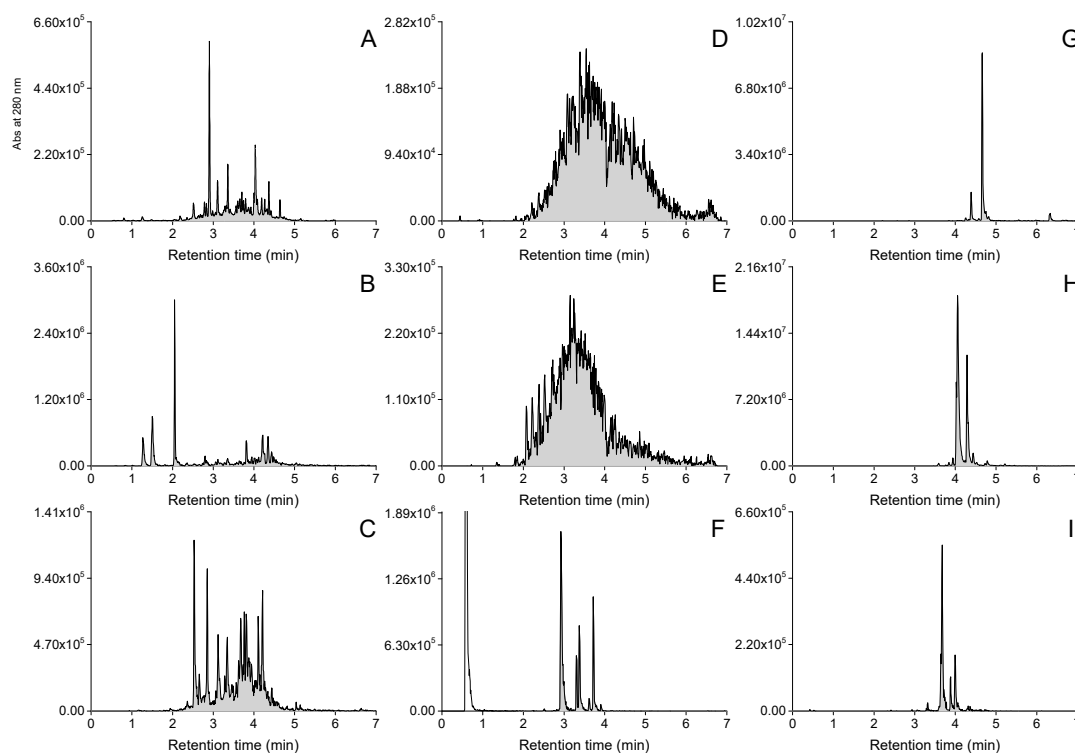 6.60x10⁵
A
4.40x10⁵
Abs at 280 nm
2.20x10⁵
0.00
0 1 2 3 4 5 6 7
Retention time (min)
2.82x10⁵
D
1.88x10⁵
9.40x10⁴
0.00
0 1 2 3 4 5 6 7
Retention time (min)
1.02x10⁷
G
6.80x10⁶
3.40x10⁶
0.00
0 1 2 3 4 5 6 7
Retention time (min)
3.60x10⁶
B
2.40x10⁶
1.20x10⁶
0.00
0 1 2 3 4 5 6 7
Retention time (min)
3.30x10⁵
E
2.20x10⁵
1.10x10⁵
0.00
0 1 2 3 4 5 6 7
Retention time (min)
2.16x10⁷
H
1.44x10⁷
7.20x10⁶
0.00
0 1 2 3 4 5 6 7
Retention time (min)
1.41x10⁶
C
9.40x10⁵
4.70x10⁵
0.00
0 1 2 3 4 5 6 7
Retention time (min)
1.89x10⁶
F
1.26x10⁶
6.30x10⁵
0.00
0 1 2 3 4 5 6 7
Retention time (min)
6.60x10⁵
I
4.40x10⁵
2.20x10⁵
0.00
0 1 2 3 4 5 6 7
Retention time (min)